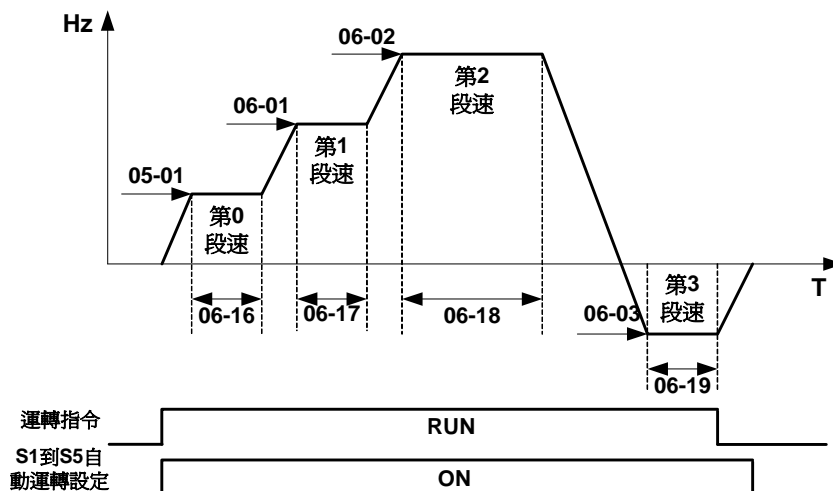 Hz
06-02
第2
段速
06-01
第1
段速
05-01
第0
段速
第3
段速
T
06-16
06-17
06-18
06-03
06-19
運轉指令
RUN
S1到S5自
動運轉設定
ON